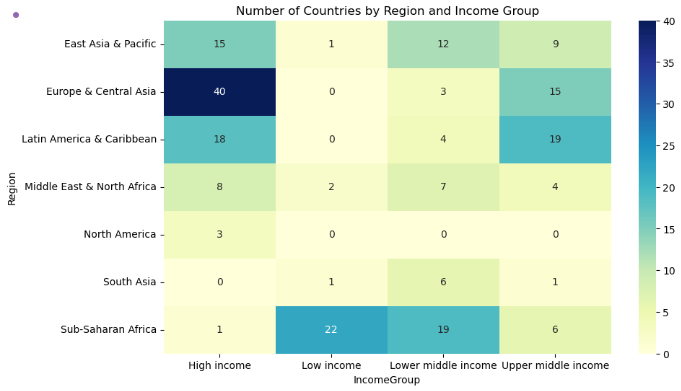 Number of Countries by Region and Income Group
Region
East Asia & Pacific 15 1 12 9
Europe & Central Asia 40 0 3 15
Latin America & Caribbean 18 0 4 19
Middle East & North Africa 8 2 7 4
North America 3 0 0 0
South Asia 0 1 6 1
Sub-Saharan Africa 1 22 19 6
High income Low income Lower middle income Upper middle income
IncomeGroup
40
35
30
25
20
15
10
5
0